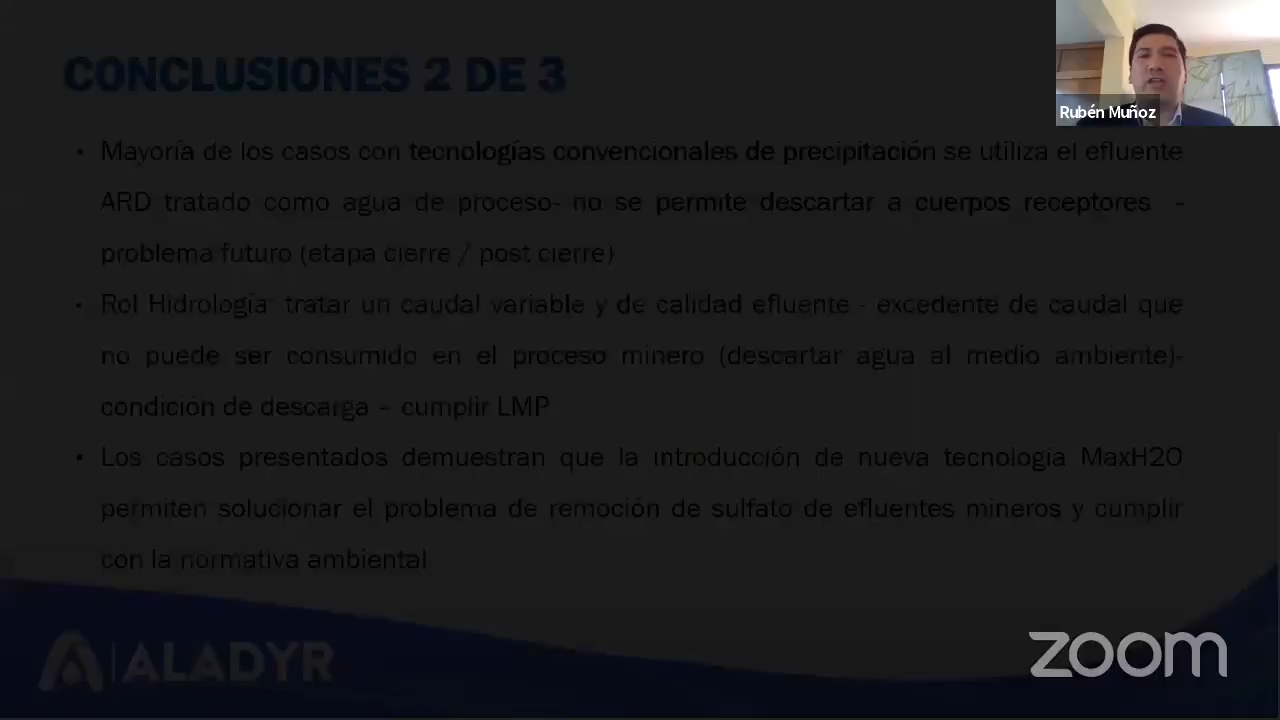 CONCLUSIONES 2 DE 3
Rubén Muñoz
• Mayoría de los casos con tecnologías convencionales de precipitación se utiliza el efluente
ARD tratado como agua de proceso- no se permite descartar a cuerpos receptores -
problema futuro (etapa cierre / post cierre)
• Rol Hidrología tratar un caudal variable y de calidad efluente - excedente de caudal que
no puede ser consumido en el proceso minero (descartar agua al medio ambiente)-
condición de descarga – cumplir LMP
• Los casos presentados demuestran que la introducción de nueva tecnología MaxH2O
permiten solucionar el problema de remoción de sulfato de efluentes mineros y cumplir
con la normativa ambiental
ALADYR
zoom